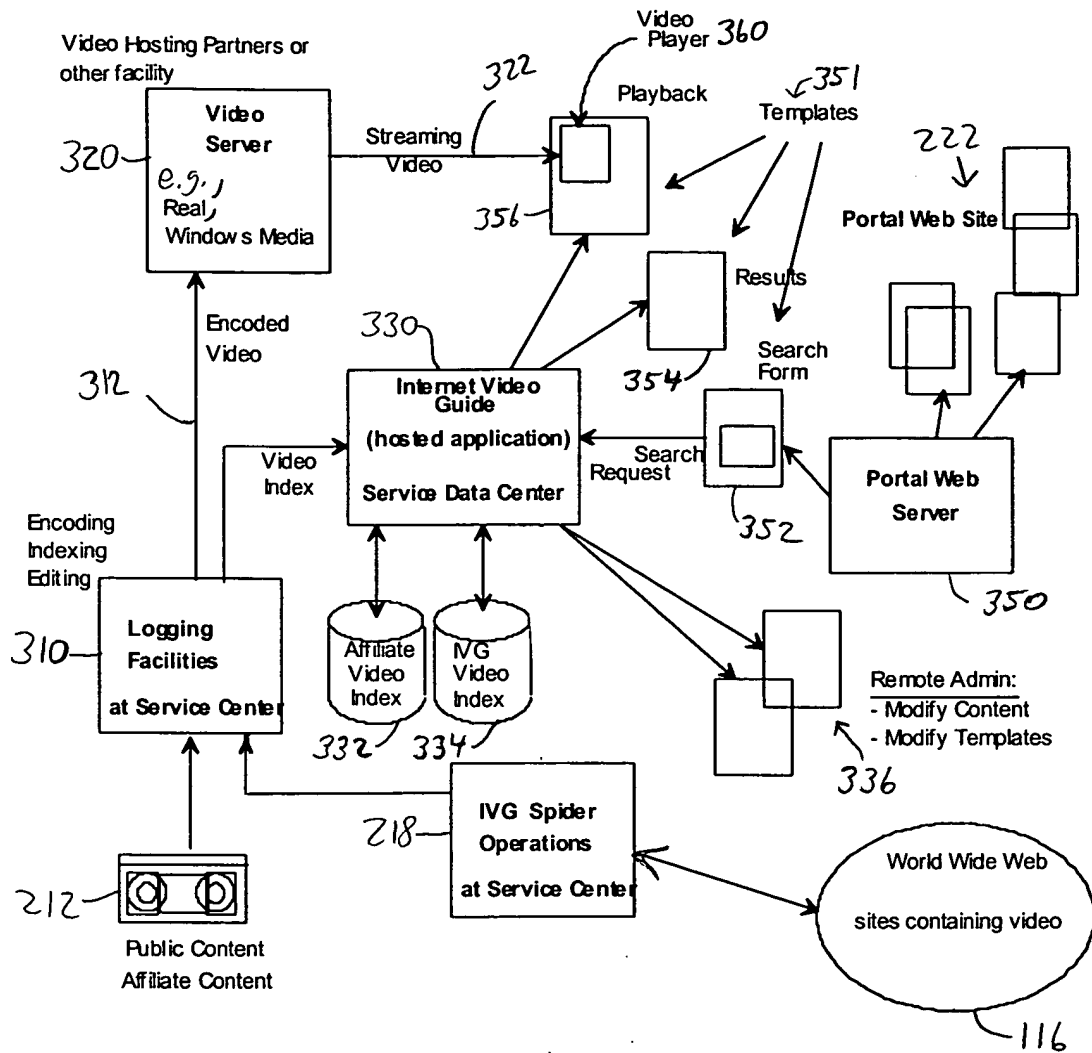 Video
Player 360
Video Hosting Partners or
other facility
322
351
Playback
Templates
Video
Server
320
e.g.,
Real,
Windows Media
Streaming
Video
222
356
Portal Web Site
Results
Encoded
Video
330
Search
Form
354
312
Internet Video
Guide
(hosted application)
Service Data Center
Video
Index
Search
Request
Portal Web
Server
352
Encoding
Indexing
Editing
350
310
Logging
Facilities
at Service Center
Affiliate
Video
Index
IVG
Video
Index
Remote Admin:
- Modify Content
- Modify Templates
332
334
336
218
IVG Spider
Operations
at Service Center
World Wide Web
sites containing video
212
Public Content
Affiliate Content
116